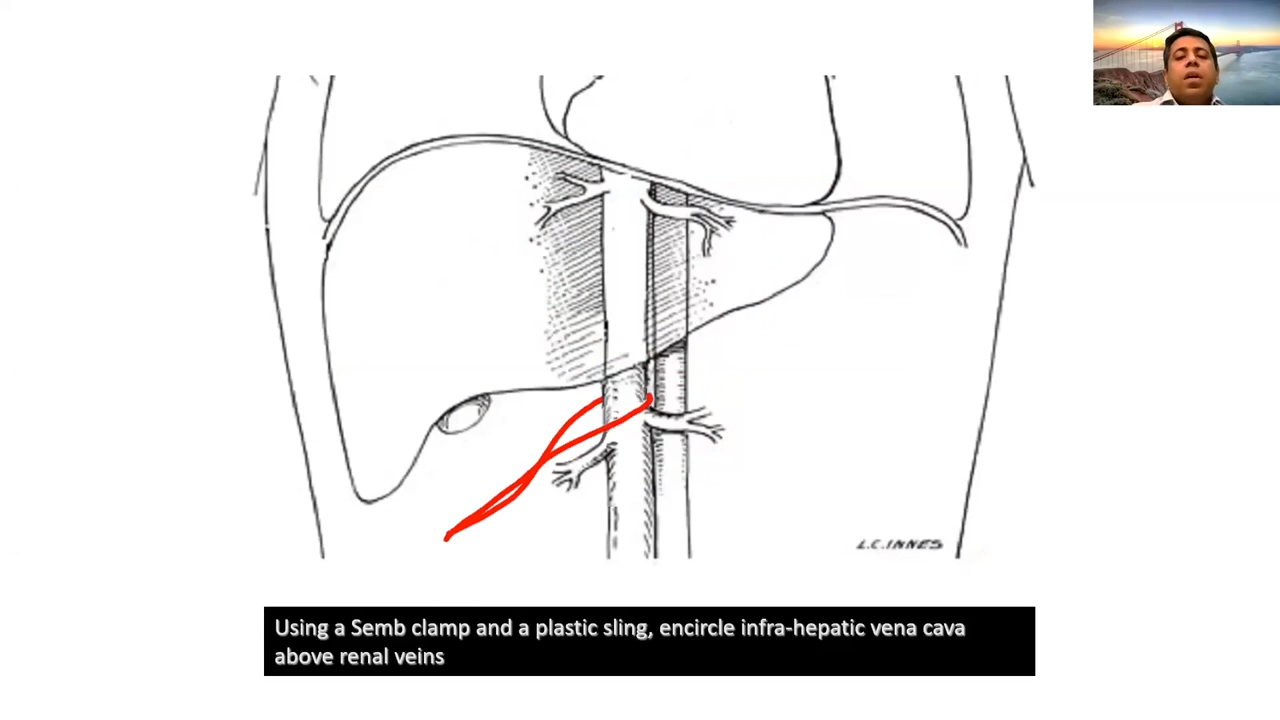 L.C.INNES
Using a Semb clamp and a plastic sling, encircle infra-hepatic vena cava
above renal veins